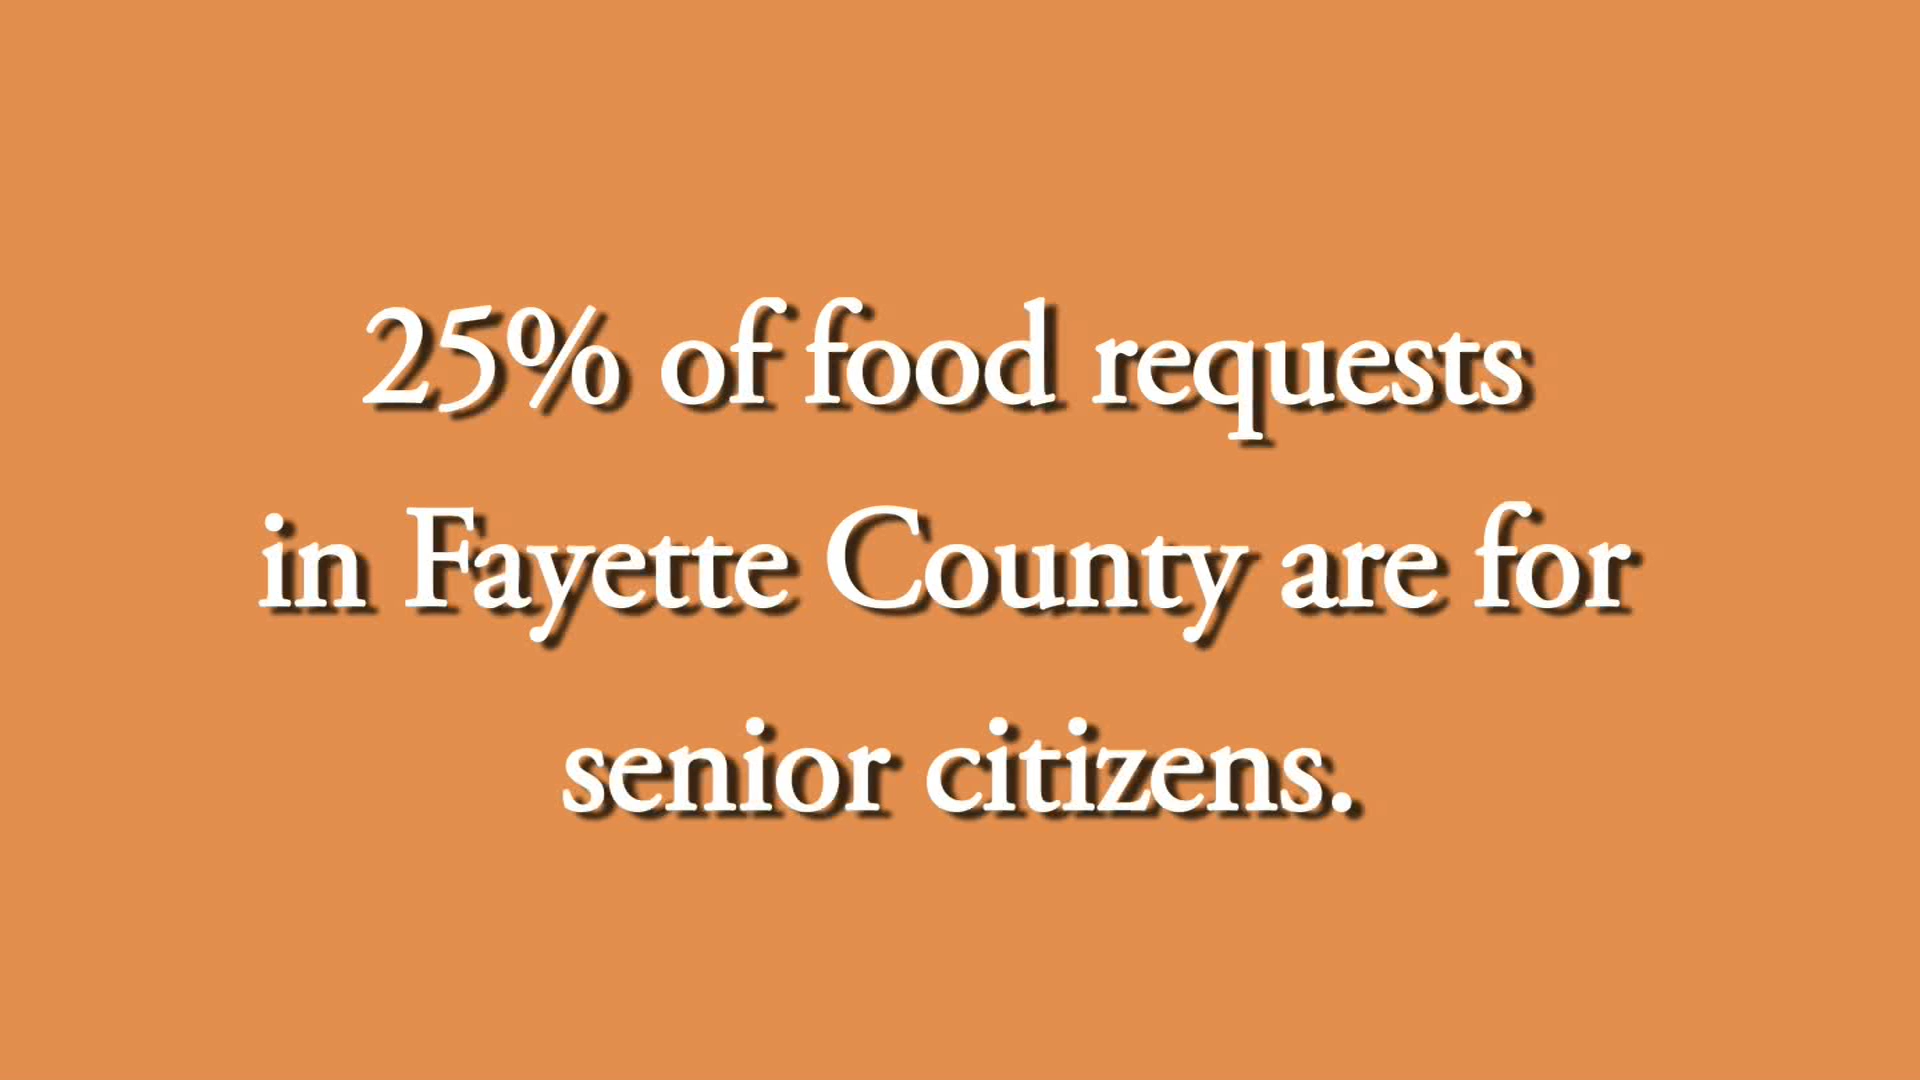 25% of food requests
in Fayette County are for
senior citizens.